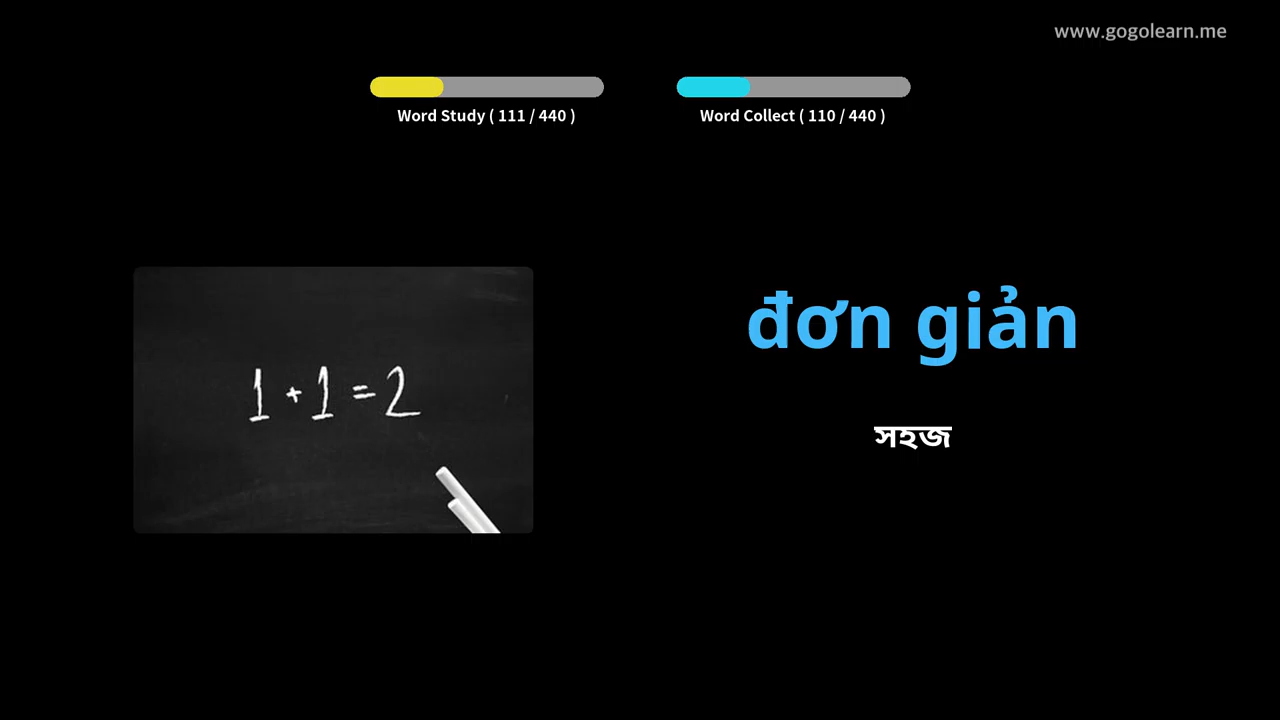 www.gogolearn.me
Word Study ( 111 / 440 )
Word Collect ( 110 / 440 )
1 + 1 = 2
đơn giản
সহজ